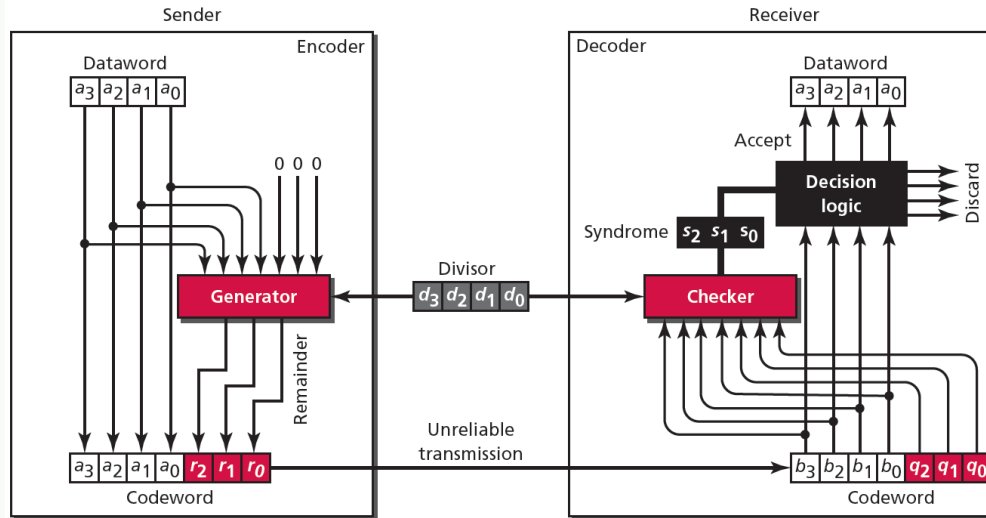 Sender
Encoder
Dataword
a3 a2 a1 a0
0 0 0
Generator
Remainder
a3 a2 a1 a0 r2 r1 r0
Codeword
Divisor
d3 d2 d1 d0
Unreliable
transmission
Receiver
Decoder
Dataword
a3 a2 a1 a0
Accept
Decision
logic
Discard
Syndrome
s2 s1 s0
Checker
b3 b2 b1 b0 q2 q1 q0
Codeword